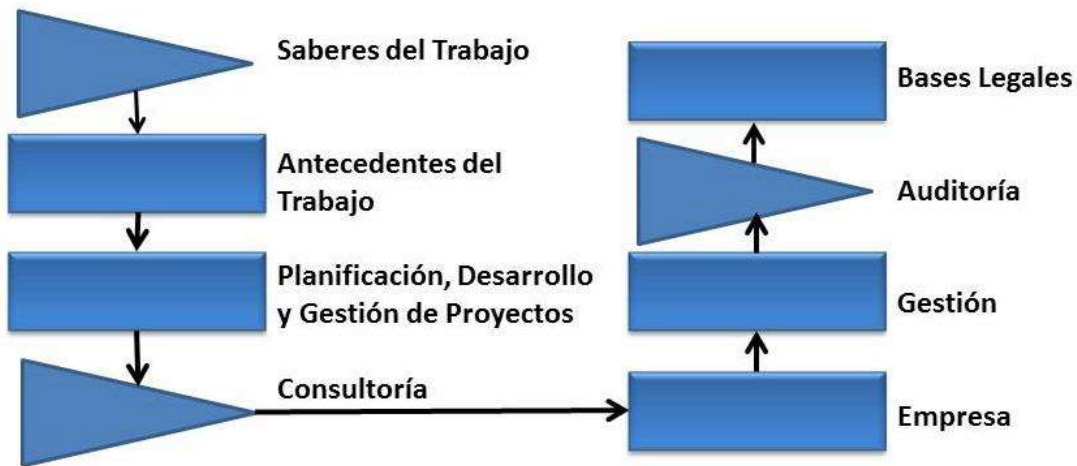 Saberes del Trabajo
Antecedentes del
Trabajo
Planificación, Desarrollo
y Gestión de Proyectos
Consultoría
Empresa
Gestión
Auditoría
Bases Legales